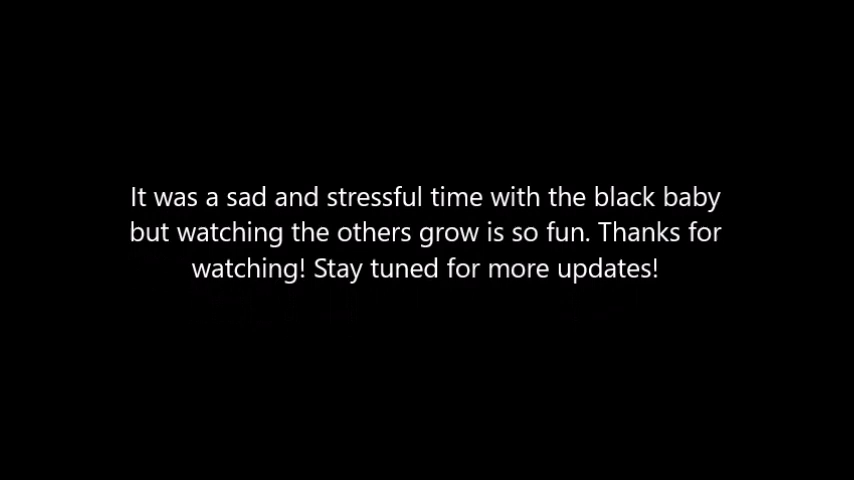 It was a sad and stressful time with the black baby
but watching the others grow is so fun. Thanks for
watching! Stay tuned for more updates!